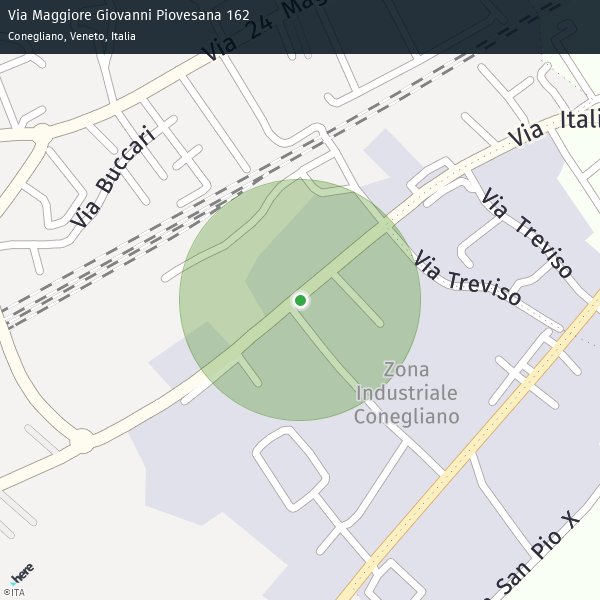 Via Maggiore Giovanni Piovesana 162
Conegliano, Veneto, Italia
Via 24 Mag
Via Itali
Via Buccari
Via Treviso
Via Treviso
Zona
Industriale
Conegliano
San Pio X
here
©ITA